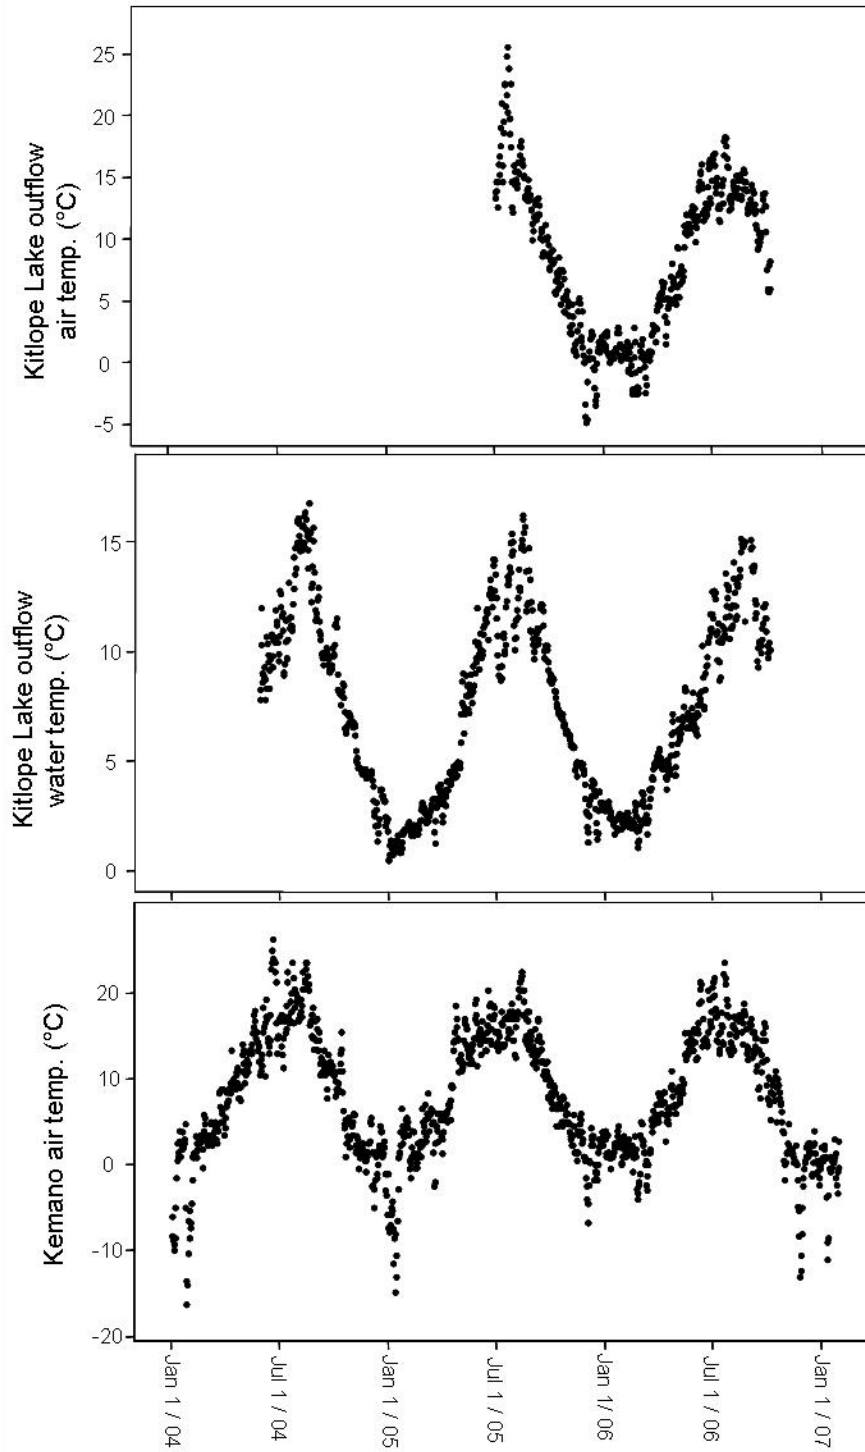 Kitlope Lake outflow
air temp. (°C)
25
20
15
10
5
0
-5
Kitlope Lake outflow
water temp. (°C)
15
10
5
0
Kemano air temp. (°C)
20
10
0
-10
-20
Jan 1 / 04
Jul 1 / 04
Jan 1 / 05
Jul 1 / 05
Jan 1 / 06
Jul 1 / 06
Jan 1 / 07